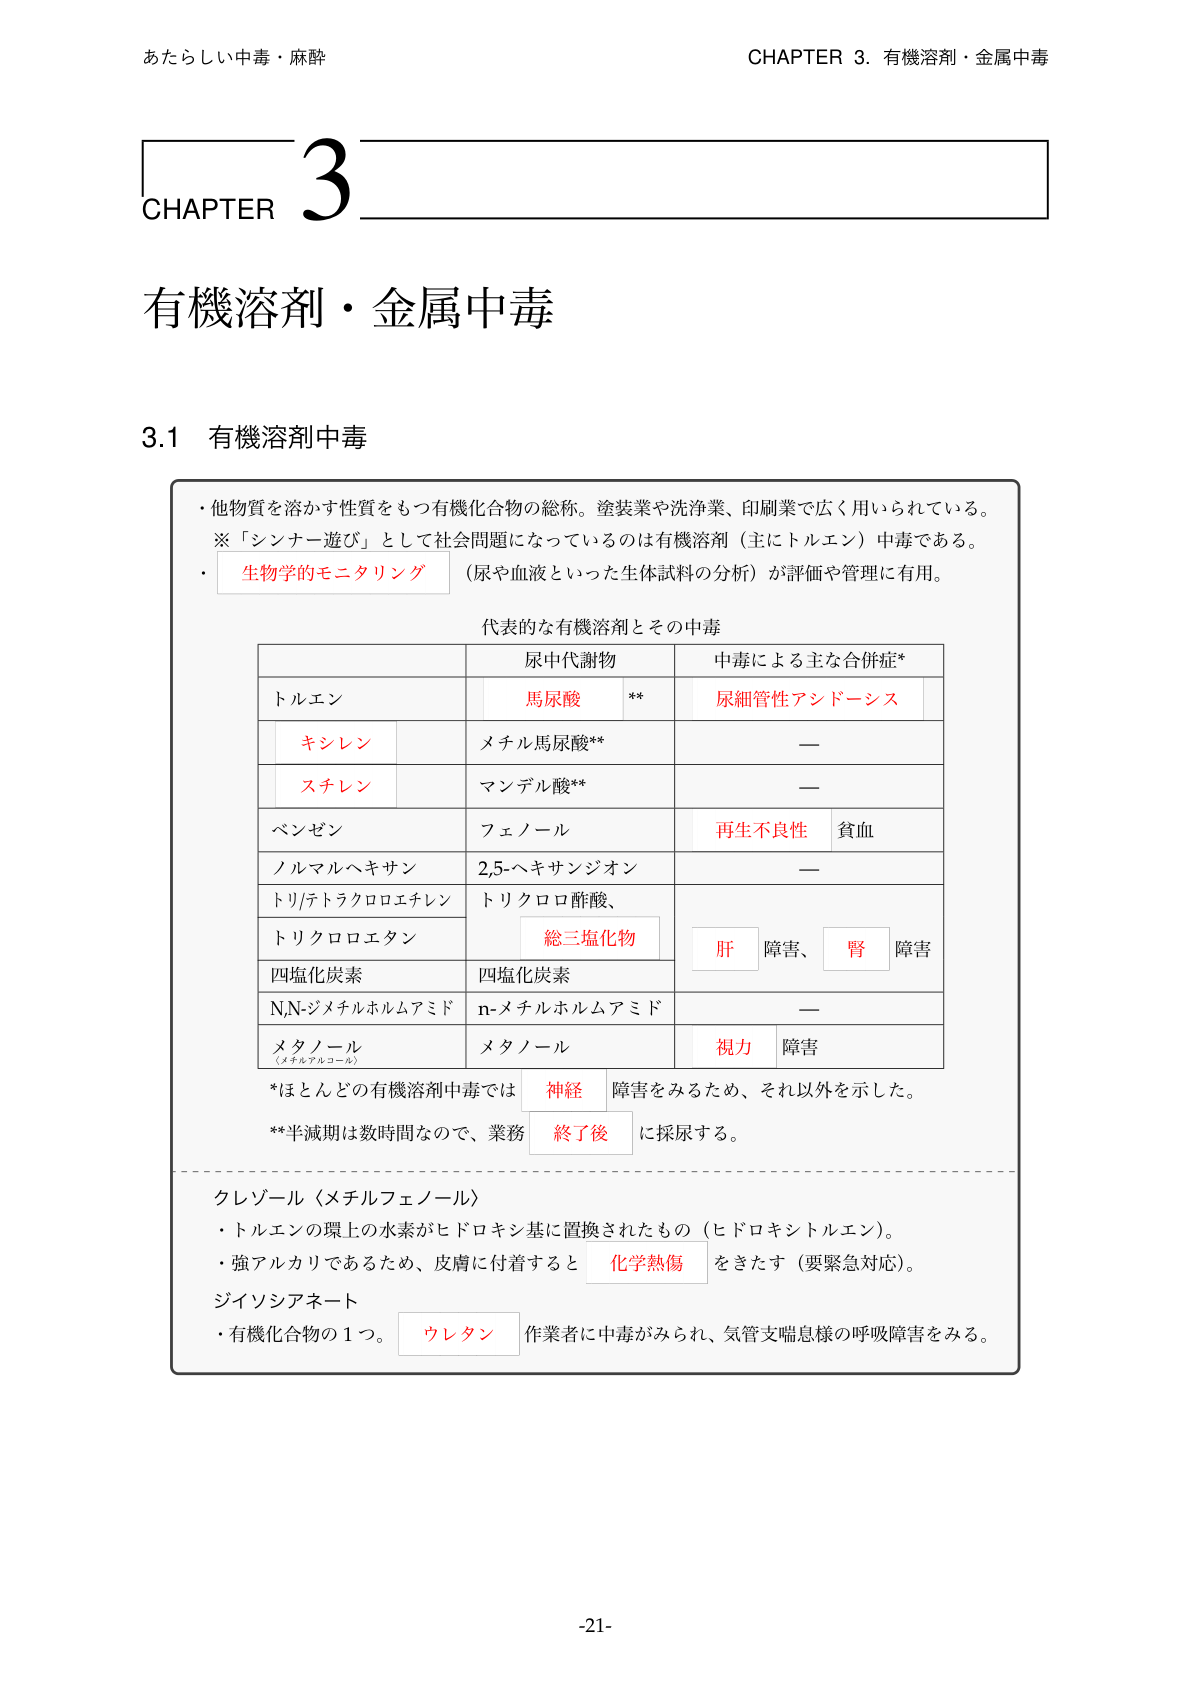 あたらしい中毒・麻酔 CHAPTER 3. 有機溶剤・金属中毒
CHAPTER 3
有機溶剤・金属中毒
3.1 有機溶剤中毒
・他物質を溶かす性質をもつ有機化合物の総称。塗装業や洗浄業、印刷業で広く用いられている。
※「シンナー遊び」として社会問題になっているのは有機溶剤（主にトルエン）中毒である。
・ 生物学的モニタリング （尿や血液といった生体試料の分析）が評価や管理に有用。
代表的な有機溶剤とその中毒
尿中代謝物 中毒による主な合併症*
トルエン 馬尿酸 ** 尿細管性アシドーシス
キシレン メチル馬尿酸** —
スチレン マンデル酸** —
ベンゼン フェノール 再生不良性 貧血
ノルマルヘキサン 2,5-ヘキサンジオン —
トリ/テトラクロロエチレン トリクロロ酢酸、
トリクロロエタン 総三塩化物 肝 障害、 腎 障害
四塩化炭素 四塩化炭素
N,N-ジメチルホルムアミド n-メチルホルムアミド —
メタノール メタノール 視力 障害
〈メチルアルコール〉
*ほとんどの有機溶剤中毒では 神経 障害をみるため、それ以外を示した。
**半減期は数時間なので、業務 終了後 に採尿する。
クレゾール〈メチルフェノール〉
・トルエンの環上の水素がヒドロキシ基に置換されたもの（ヒドロキシトルエン）。
・強アルカリであるため、皮膚に付着すると 化学熱傷 をきたす（要緊急対応）。
ジイソシアネート
・有機化合物の 1 つ。 ウレタン 作業者に中毒がみられ、気管支喘息様の呼吸障害をみる。
-21-